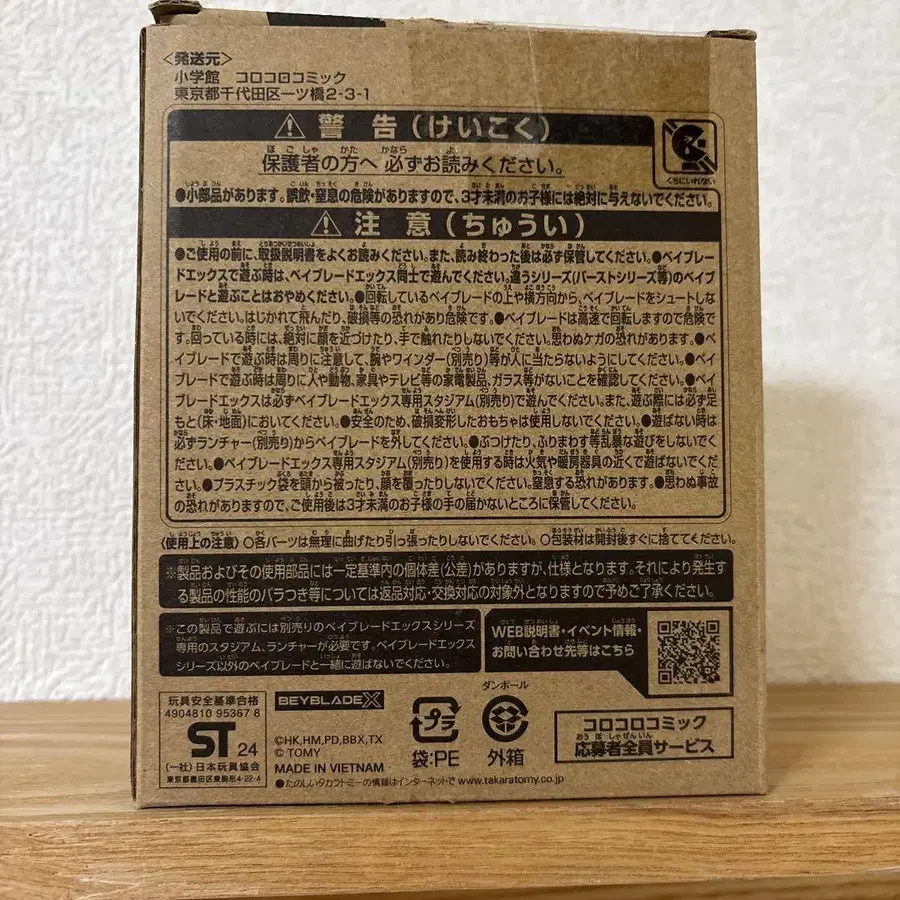 〈発送元〉
小学館 コロコロコミック
東京都千代田区一ツ橋2-3-1
警告(けいこく)
保護者の方へ 必ずお読みください。
くちにいれない
●小部品があります。誤飲・窒息の危険がありますので、3才未満のお子様には絶対に与えないでください。
注意(ちゅうい)
●ご使用の前に、取扱説明書をよくお読みください。また、読み終わった後は必ず保管してください。●ベイブレード
エックスで遊ぶ時は、ベイブレードエックス同士で遊んでください。違うシリーズ(バーストシリーズ等)のベイブ
レードと遊ぶことはおやめください。●回転しているベイブレードの上や横方向から、ベイブレードをシュートしな
いでください。はじかれて飛んだり、破損等の恐れがあり危険です。●ベイブレードは高速で回転しますので危険で
す。回っている時には、絶対に顔を近づけたり、手で触れたりしないでください。思わぬケガの恐れがあります。●ベ
イブレードで遊ぶ時は周りに注意して、腕やワインダー(別売り)等が人に当たらないようにしてください。●ベイブ
レードで遊ぶ時は周りに人や動物、家具やテレビ等の家電製品、ガラス等がないことを確認してください。●ベイブ
レードエックスは必ずベイブレードエックス専用スタジアム(別売り)で遊んでください。また、遊ぶ際には必ず足
もと(床・地面)においてください。●安全のため、破損変形したおもちゃは使用しないでください。●遊ばない時は
必ずランチャー(別売り)からベイブレードを外してください。●ぶつけたり、ふりまわす等乱暴な遊びをしないでく
ださい。●ベイブレードエックス専用スタジアム(別売り)を使用する時は火気や暖房器具の近くで遊ばないでくださ
い。●プラスチック袋を頭から被ったり、顔を覆ったりしないでください。窒息する恐れがあります。●思わぬ事故
の恐れがありますので、ご使用後は3才未満のお子様の手の届かないところに保管してください。
〈使用上の注意〉○各パーツは無理に曲げたり引っ張ったりしないでください。○包装材は開封後すぐに捨ててください。
※製品およびその使用部品には一定基準内の個体差(公差)がありますが、仕様となります。それにより発生す
る製品の性能のバラつき等については返品対応・交換対応の対象外となりますので予めご了承ください。
※この製品で遊ぶには別売りのベイブレードエックスシリーズ
専用のスタジアム、ランチャーが必要です。ベイブレードエックス
シリーズ以外のベイブレードと一緒に遊ばないでください。
WEB説明書・イベント情報・
お問い合わせ先等はこちら
玩具安全基準合格
4904810 95367 8
ST 24
(一社)日本玩具協会
東京都墨田区東駒形4-22-4
BEYBLADE X
©HK,HM,PD,BBX,TX
© TOMY
MADE IN VIETNAM
●たのしいタカラトミーの情報はインターネットで www.takaratomy.co.jp
プラ
袋:PE
ダンボール
外箱
コロコロコミック
応募者全員サービス